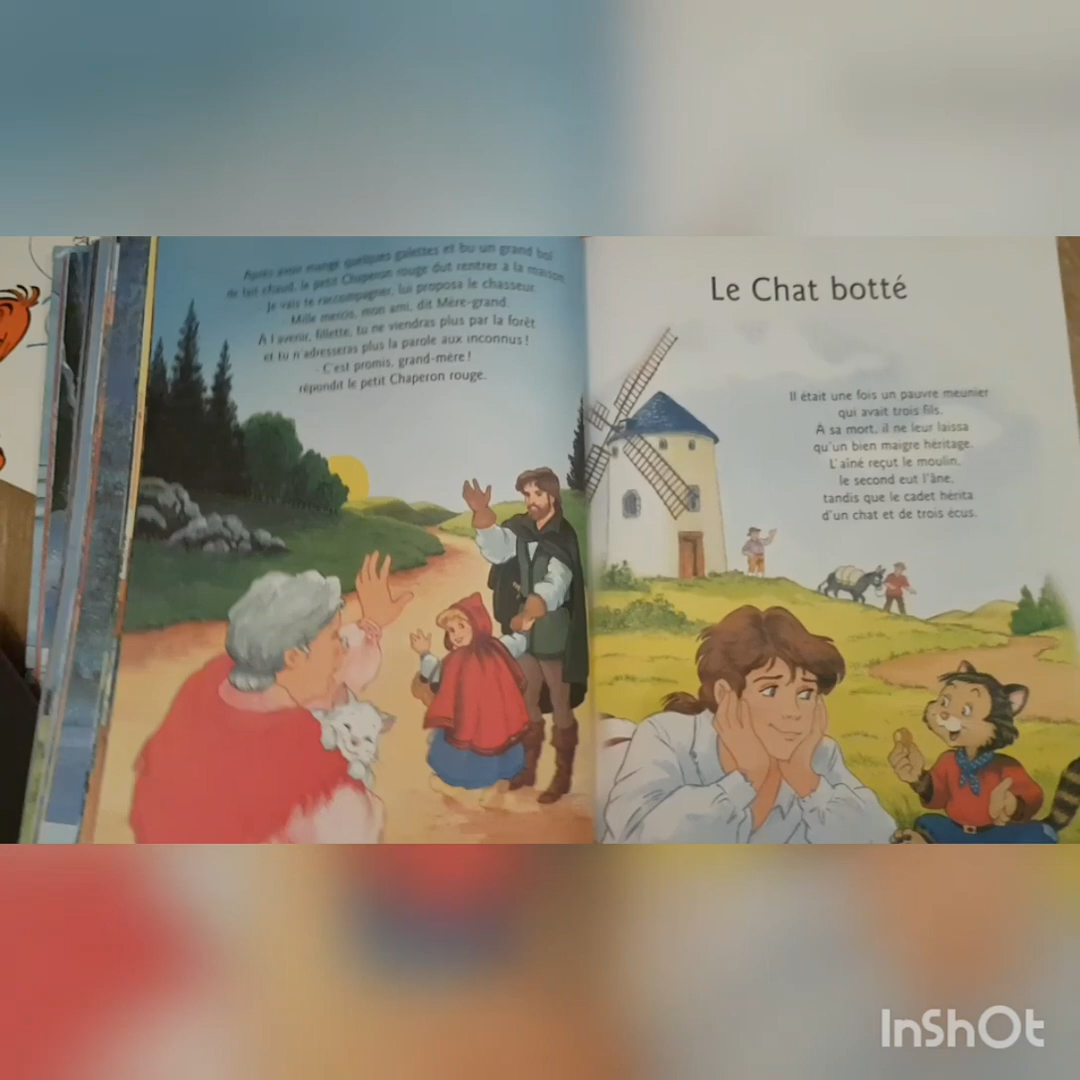 Après avoir mangé quelques galettes et bu un grand bol
de lait chaud, le petit Chaperon rouge dut rentrer à la maison.
Je vais te raccompagner, lui proposa le chasseur.
Mille mercis, mon ami, dit Mère-grand.
À l'avenir, fillette, tu ne viendras plus par la forêt
et tu n'adresseras plus la parole aux inconnus !
- C'est promis, grand-mère !
répondit le petit Chaperon rouge.
Le Chat botté
Il était une fois un pauvre meunier
qui avait trois fils.
À sa mort, il ne leur laissa
qu'un bien maigre héritage.
L'aîné reçut le moulin,
le second eut l'âne,
tandis que le cadet hérita
d'un chat et de trois écus.
InShOt